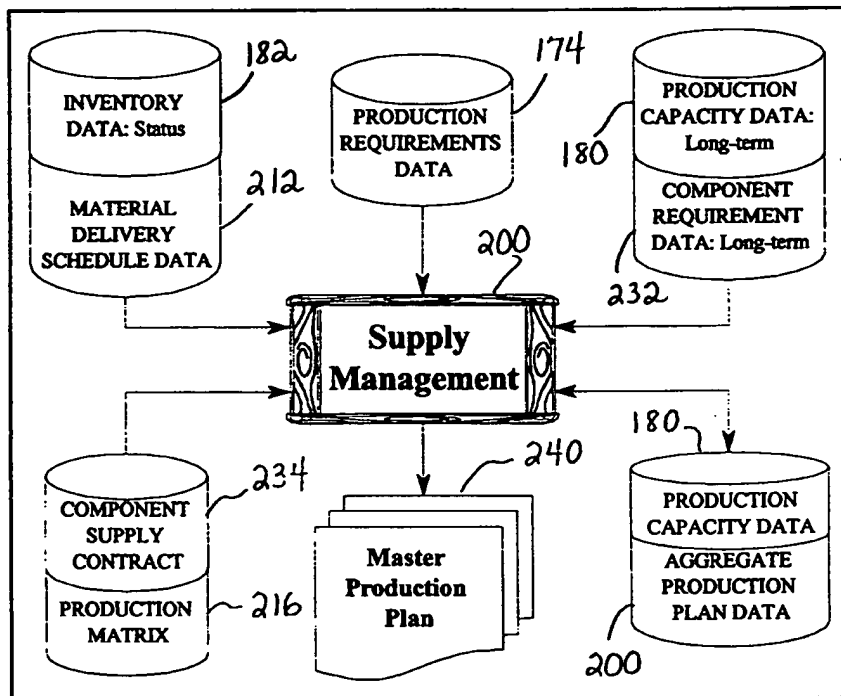 182
INVENTORY
DATA: Status
212
MATERIAL
DELIVERY
SCHEDULE DATA
174
PRODUCTION
REQUIREMENTS
DATA
180
PRODUCTION
CAPACITY DATA:
Long-term
COMPONENT
REQUIREMENT
DATA: Long-term
232
200
Supply
Management
234
COMPONENT
SUPPLY
CONTRACT
PRODUCTION
MATRIX
216
240
Master
Production
Plan
180
PRODUCTION
CAPACITY DATA
AGGREGATE
PRODUCTION
PLAN DATA
200